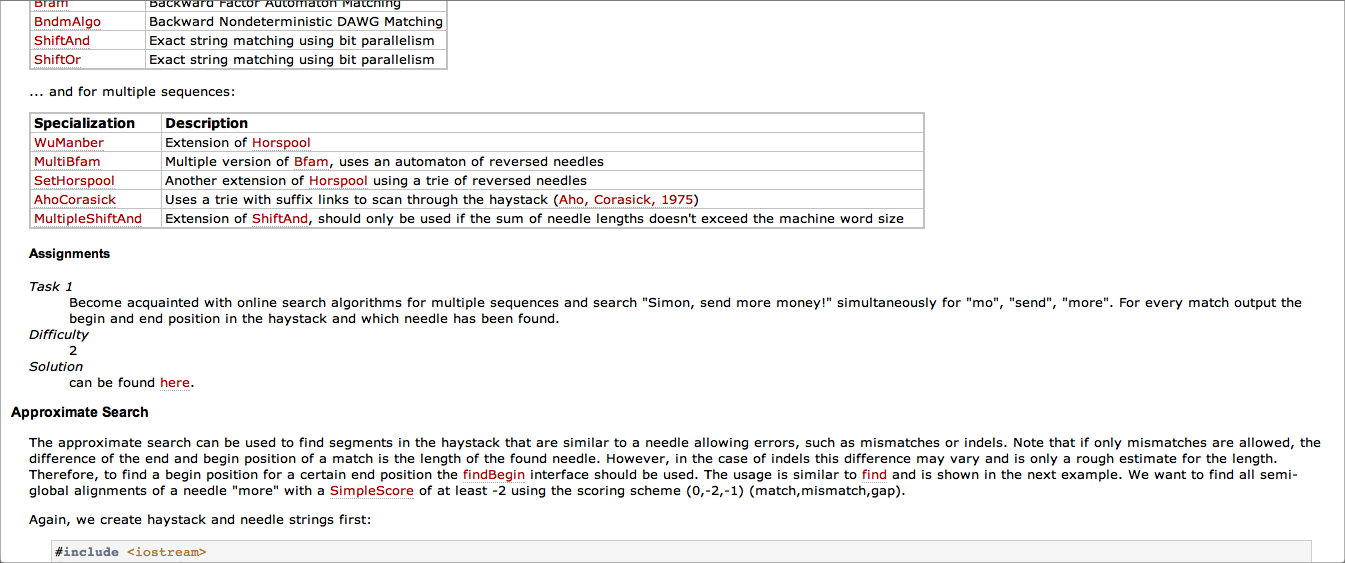 Bfam Backward Factor Automaton Matching
BndmAlgo Backward Nondeterministic DAWG Matching
ShiftAnd Exact string matching using bit parallelism
ShiftOr Exact string matching using bit parallelism
... and for multiple sequences:
Specialization Description
WuManber Extension of Horspool
MultiBfam Multiple version of Bfam, uses an automaton of reversed needles
SetHorspool Another extension of Horspool using a trie of reversed needles
AhoCorasick Uses a trie with suffix links to scan through the haystack (Aho, Corasick, 1975)
MultipleShiftAnd Extension of ShiftAnd, should only be used if the sum of needle lengths doesn't exceed the machine word size
Assignments
Task 1
Become acquainted with online search algorithms for multiple sequences and search "Simon, send more money!" simultaneously for "mo", "send", "more". For every match output the
begin and end position in the haystack and which needle has been found.
Difficulty
2
Solution
can be found here.
Approximate Search
The approximate search can be used to find segments in the haystack that are similar to a needle allowing errors, such as mismatches or indels. Note that if only mismatches are allowed, the
difference of the end and begin position of a match is the length of the found needle. However, in the case of indels this difference may vary and is only a rough estimate for the length.
Therefore, to find a begin position for a certain end position the findBegin interface should be used. The usage is similar to find and is shown in the next example. We want to find all semi-
global alignments of a needle "more" with a SimpleScore of at least -2 using the scoring scheme (0,-2,-1) (match,mismatch,gap).
Again, we create haystack and needle strings first:
#include <iostream>